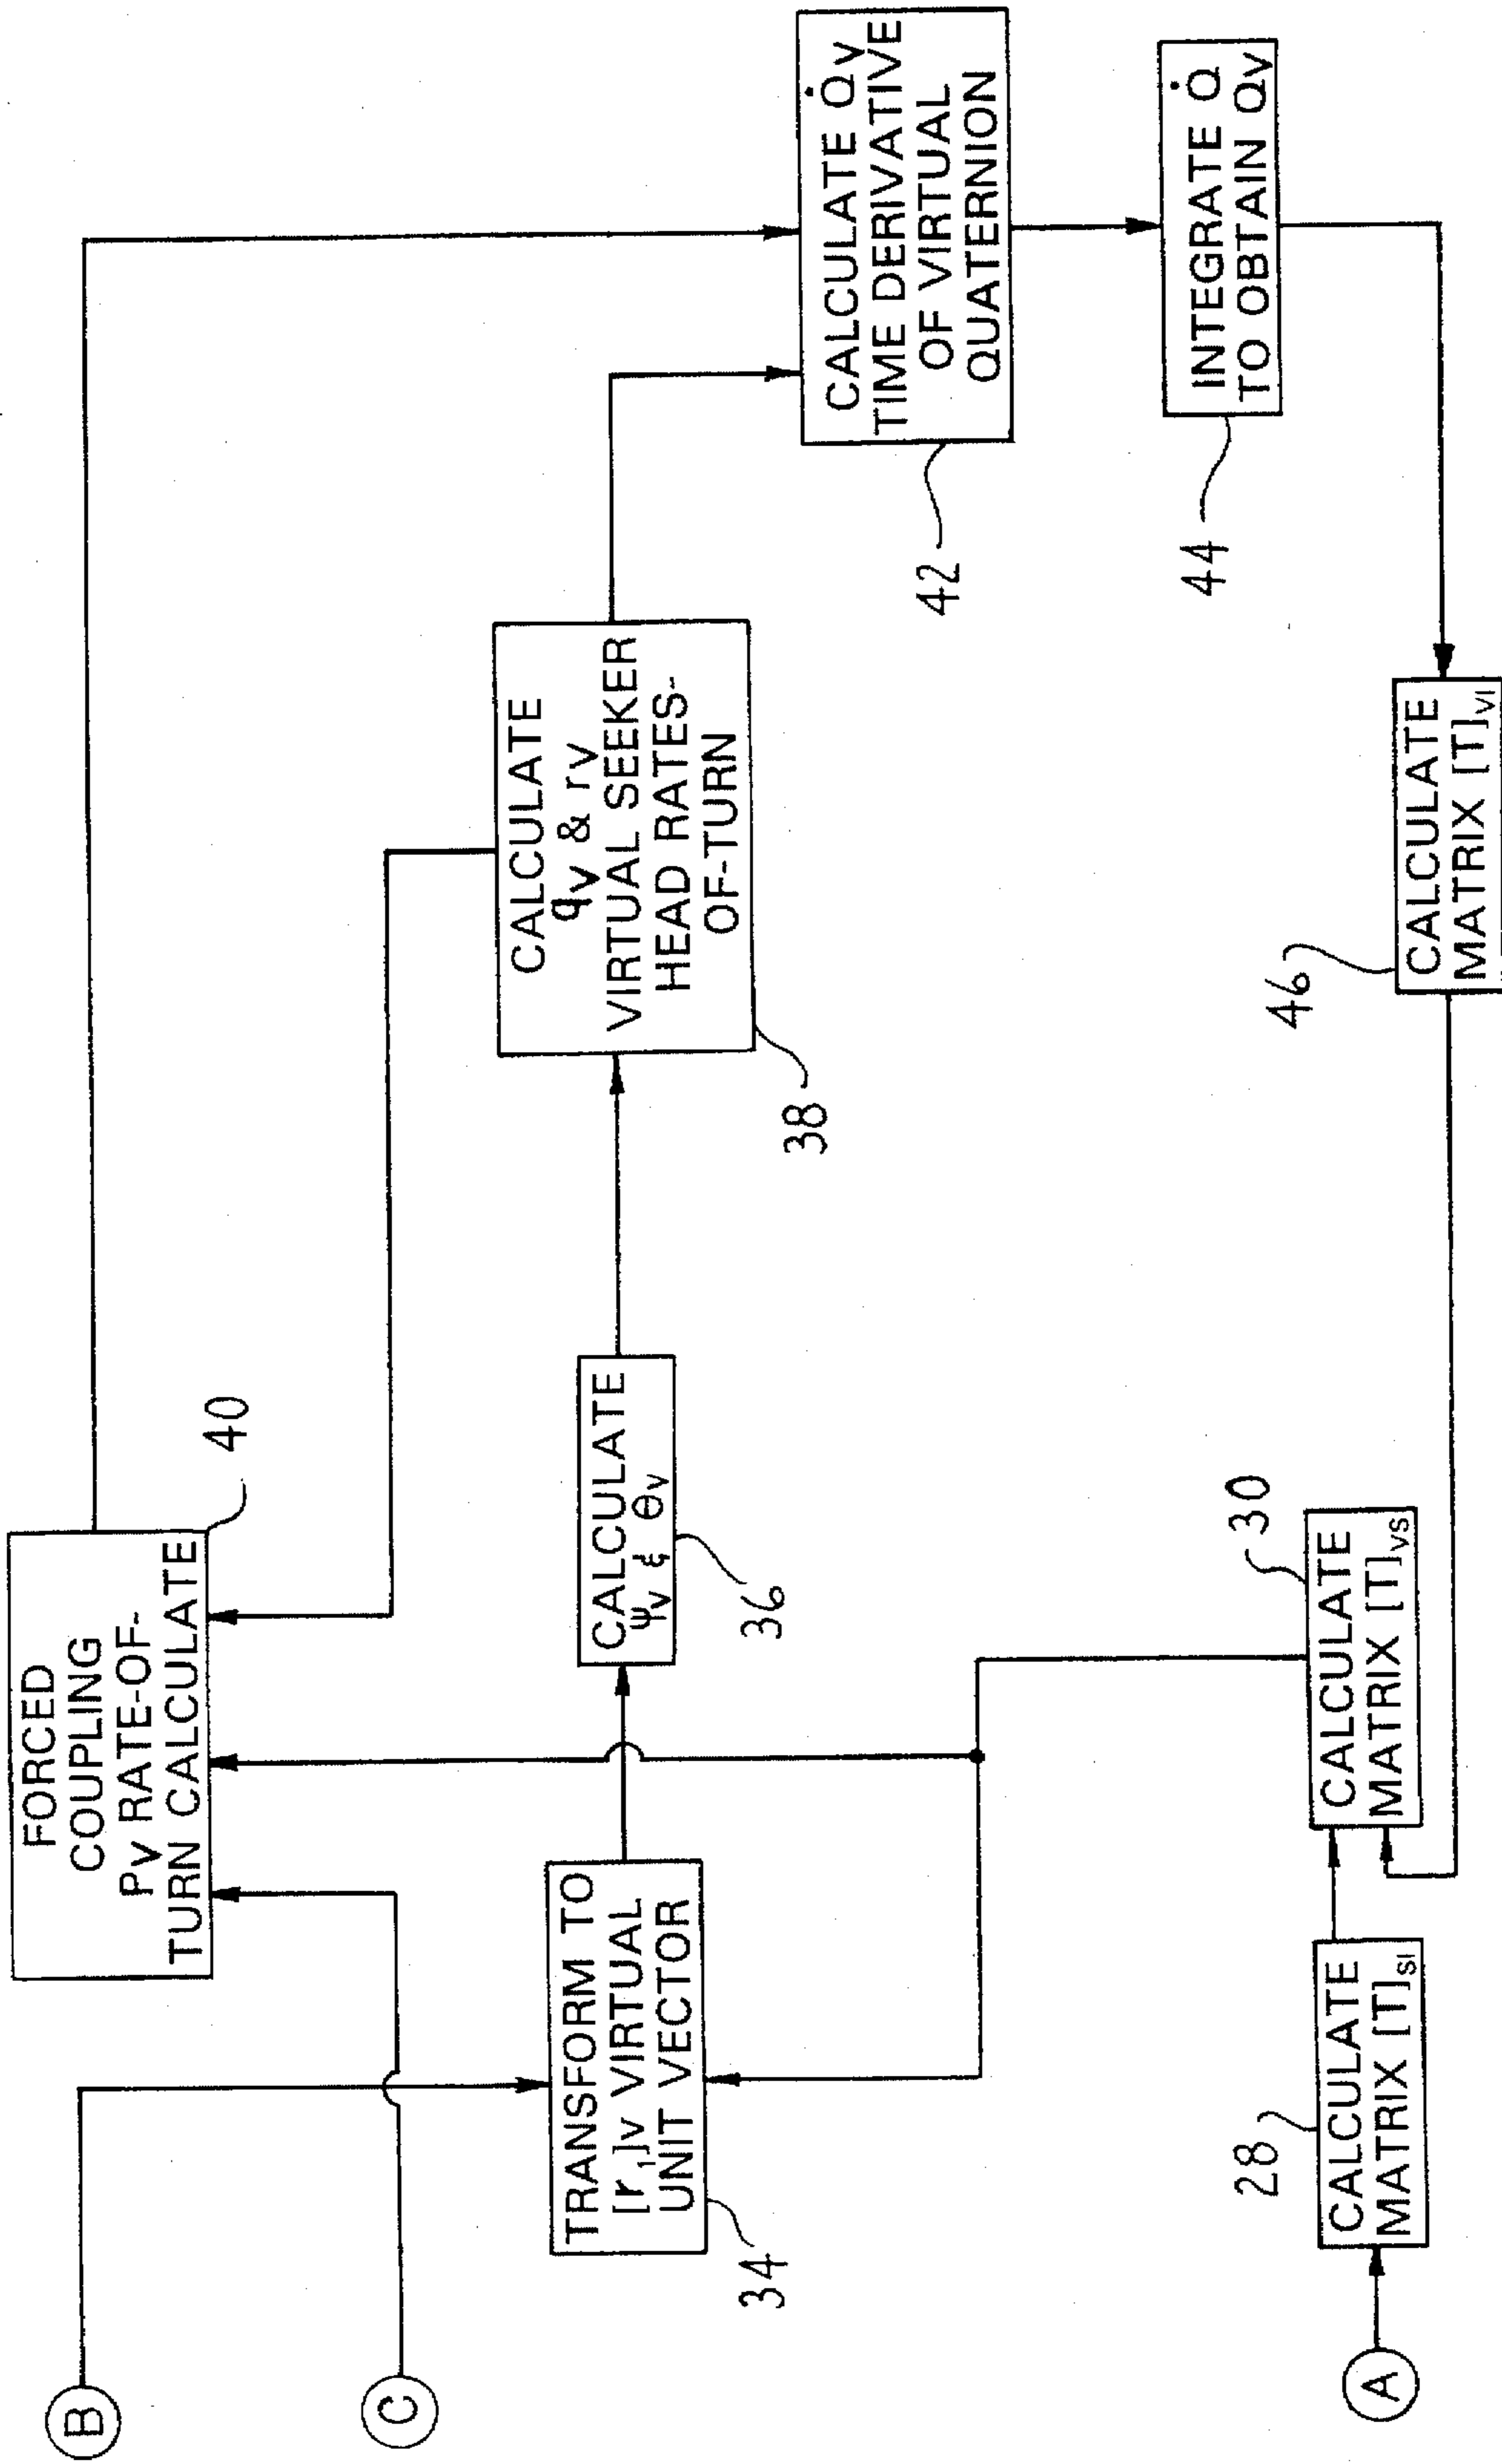 B
C
A
FORCED
COUPLING
PV RATE-OF-
TURN CALCULATE
40
TRANSFORM TO
[r₁]V VIRTUAL
UNIT VECTOR
34
CALCULATE
ΨV & θV
36
CALCULATE
qV & rV
VIRTUAL SEEKER
HEAD RATES-
OF-TURN
38
CALCULATE Q̇V
TIME DERIVATIVE
OF VIRTUAL
QUATERNION
42
INTEGRATE Q̇
TO OBTAIN QV
44
CALCULATE
MATRIX [T]VI
46
CALCULATE
MATRIX [T]VS
30
CALCULATE
MATRIX [T]SI
28